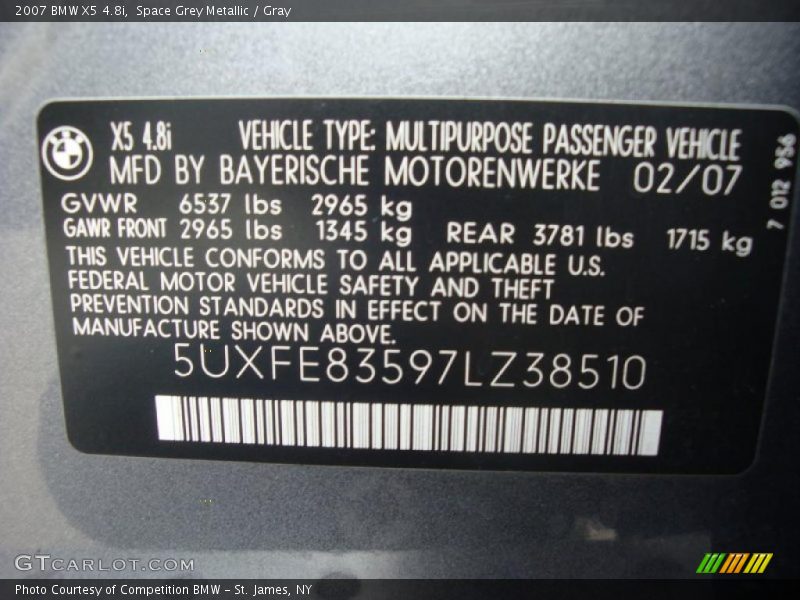 2007 BMW X5 4.8i, Space Grey Metallic / Gray
X5 4.8i VEHICLE TYPE: MULTIPURPOSE PASSENGER VEHICLE
MFD BY BAYERISCHE MOTORENWERKE 02/07
GVWR 6537 lbs 2965 kg
GAWR FRONT 2965 lbs 1345 kg REAR 3781 lbs 1715 kg
THIS VEHICLE CONFORMS TO ALL APPLICABLE U.S.
FEDERAL MOTOR VEHICLE SAFETY AND THEFT
PREVENTION STANDARDS IN EFFECT ON THE DATE OF
MANUFACTURE SHOWN ABOVE.
5UXFE83597LZ38510
7 012 956
GTCARLOT.COM
Photo Courtesy of Competition BMW – St. James, NY